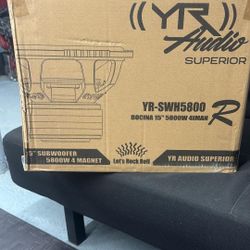 YR
Audio
SUPERIOR
YR-SWH5800
BOCINA 15" 5800W 4IMAN
R
15" SUBWOOFER
5800W 4 MAGNET
Let's Rock Roll
YR AUDIO SUPERIOR